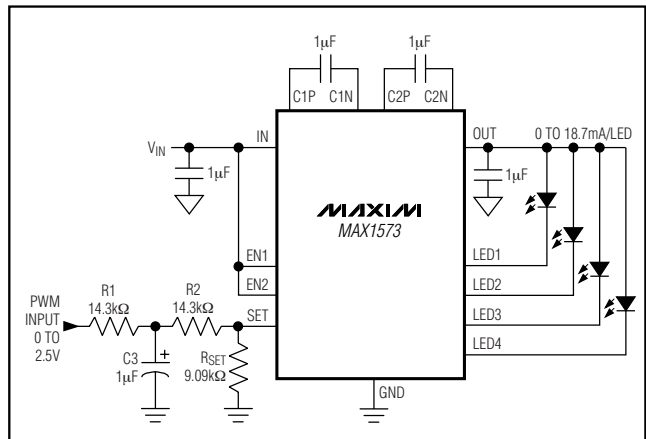 1μF
1μF
C1P C1N
C2P C2N
VIN
IN
OUT
0 TO 18.7mA/LED
1μF
1μF
MAXIM
MAX1573
EN1
EN2
LED1
LED2
LED3
LED4
PWM
INPUT
0 TO
2.5V
R1
14.3kΩ
R2
14.3kΩ
SET
C3
1μF
+
RSET
9.09kΩ
GND